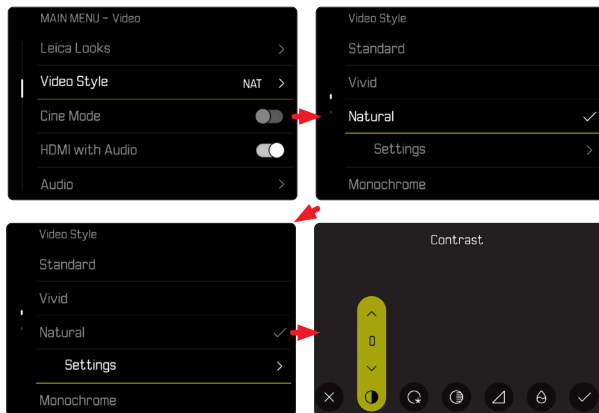 MAIN MENU – Video
Leica Looks
Video Style NAT
Cine Mode
HDMI with Audio
Audio
Video Style
Standard
Vivid
Natural
Settings
Monochrome
Video Style
Standard
Vivid
Natural
Settings
Monochrome
Contrast
0